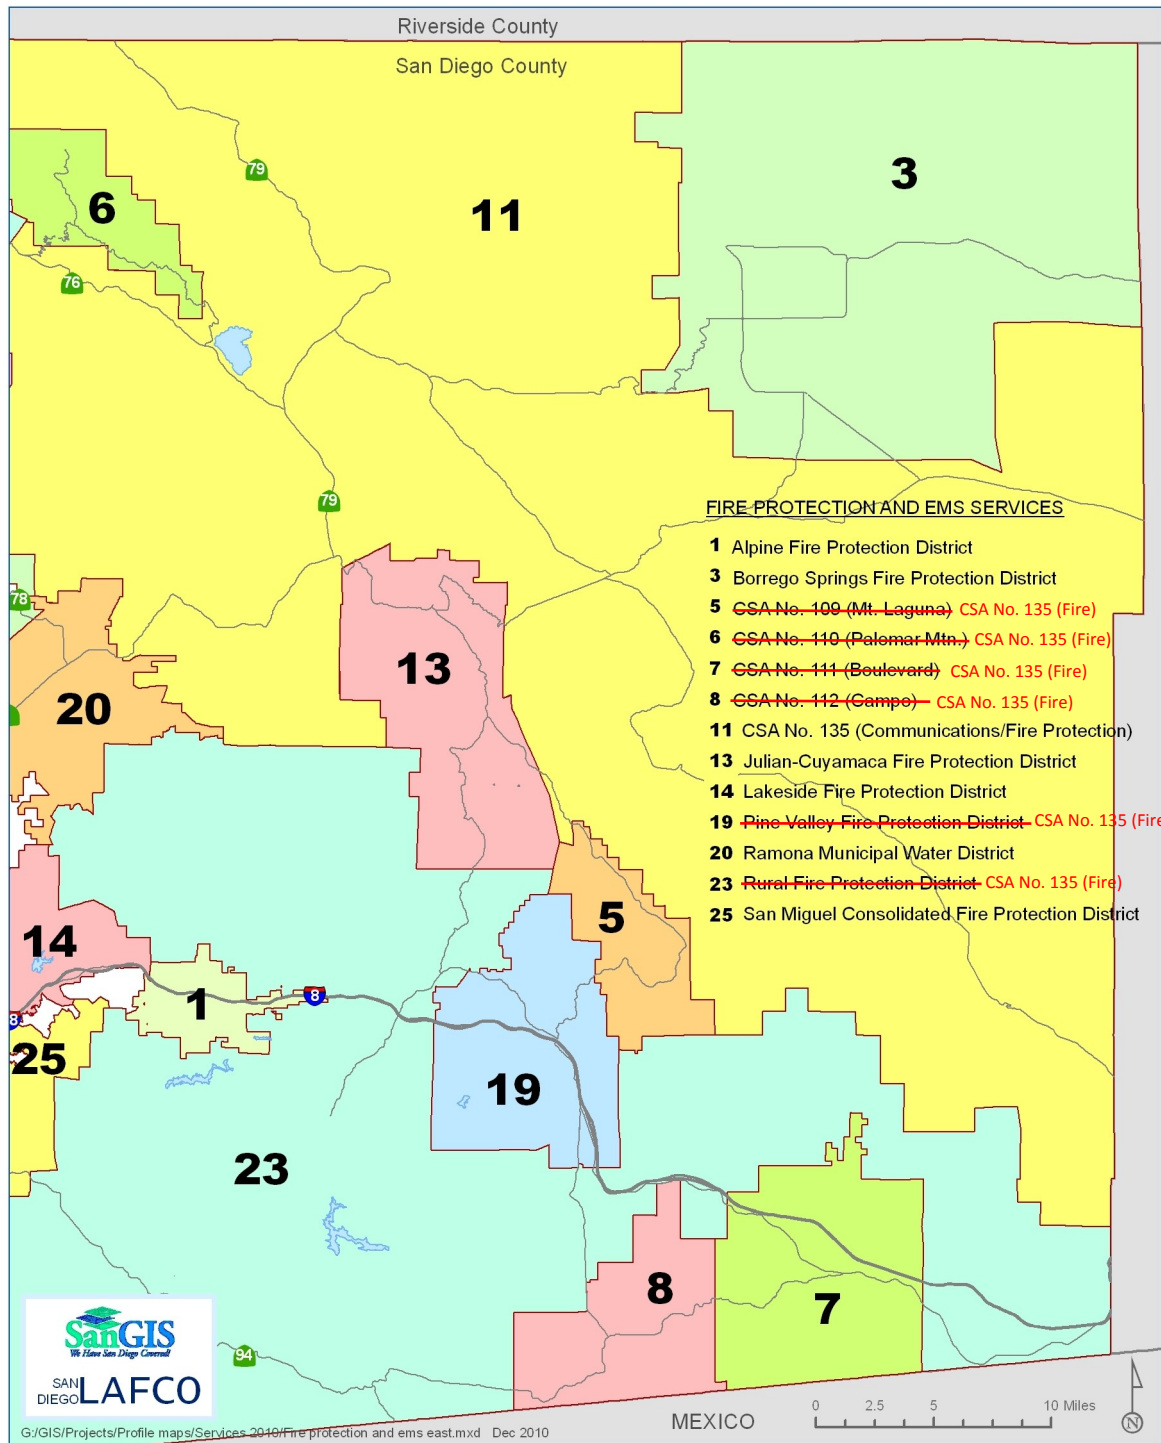 Riverside County
San Diego County
79
3
6
11
76
79
FIRE PROTECTION AND EMS SERVICES
1 Alpine Fire Protection District
3 Borrego Springs Fire Protection District
5 CSA No. 109 (Mt. Laguna) CSA No. 135 (Fire)
6 CSA No. 110 (Palomar Mtn.) CSA No. 135 (Fire)
7 CSA No. 111 (Boulevard) CSA No. 135 (Fire)
8 CSA No. 112 (Campo) CSA No. 135 (Fire)
11 CSA No. 135 (Communications/Fire Protection)
13 Julian-Cuyamaca Fire Protection District
14 Lakeside Fire Protection District
19 Pine Valley Fire Protection District CSA No. 135 (Fire
20 Ramona Municipal Water District
23 Rural Fire Protection District CSA No. 135 (Fire)
25 San Miguel Consolidated Fire Protection District
78
13
20
5
14
1
8
8
25
19
23
8
7
94
SanGIS
We Have San Diego Covered!
SAN DIEGO LAFCO
MEXICO
0 2.5 5 10 Miles
N
G:/GIS/Projects/Profile maps/Services 2010/Fire protection and ems east.mxd Dec 2010